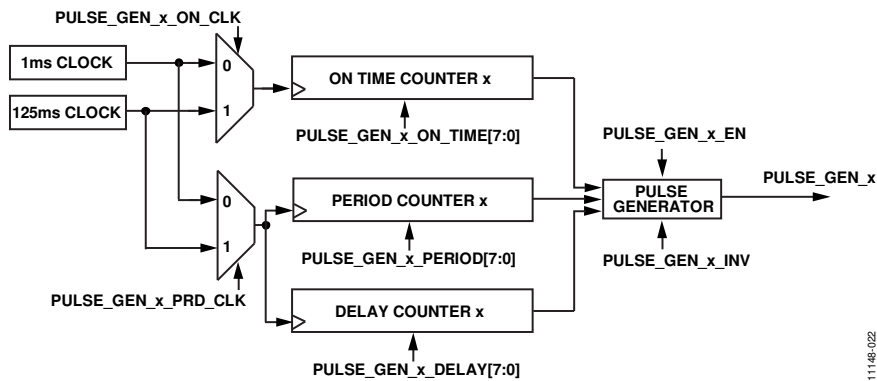 PULSE_GEN_x_ON_CLK
1ms CLOCK
0
ON TIME COUNTER x
125ms CLOCK
1
PULSE_GEN_x_ON_TIME[7:0]
PULSE_GEN_x_EN
0
PERIOD COUNTER x
PULSE
GENERATOR
PULSE_GEN_x
1
PULSE_GEN_x_PERIOD[7:0]
PULSE_GEN_x_INV
PULSE_GEN_x_PRD_CLK
DELAY COUNTER x
PULSE_GEN_x_DELAY[7:0]
11148-022